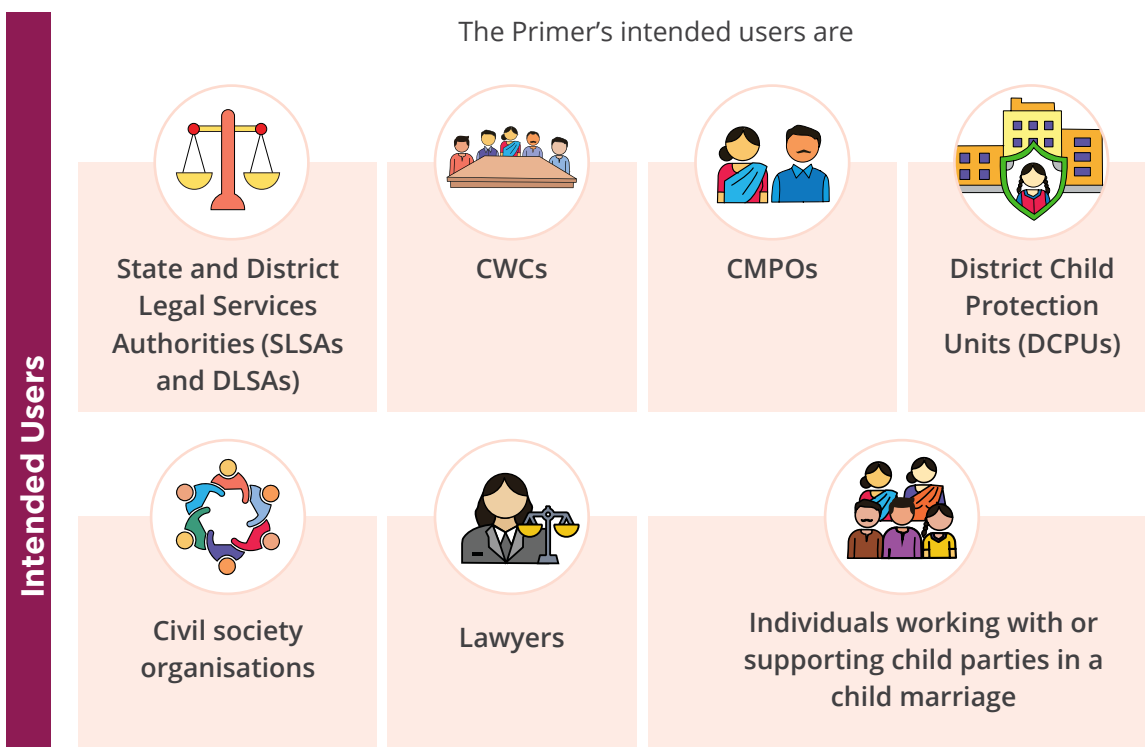 The Primer's intended users are
Intended Users
State and District
Legal Services
Authorities (SLSAs
and DLSAs)
CWCs
CMPOs
District Child
Protection
Units (DCPUs)
Civil society
organisations
Lawyers
Individuals working with or
supporting child parties in a
child marriage